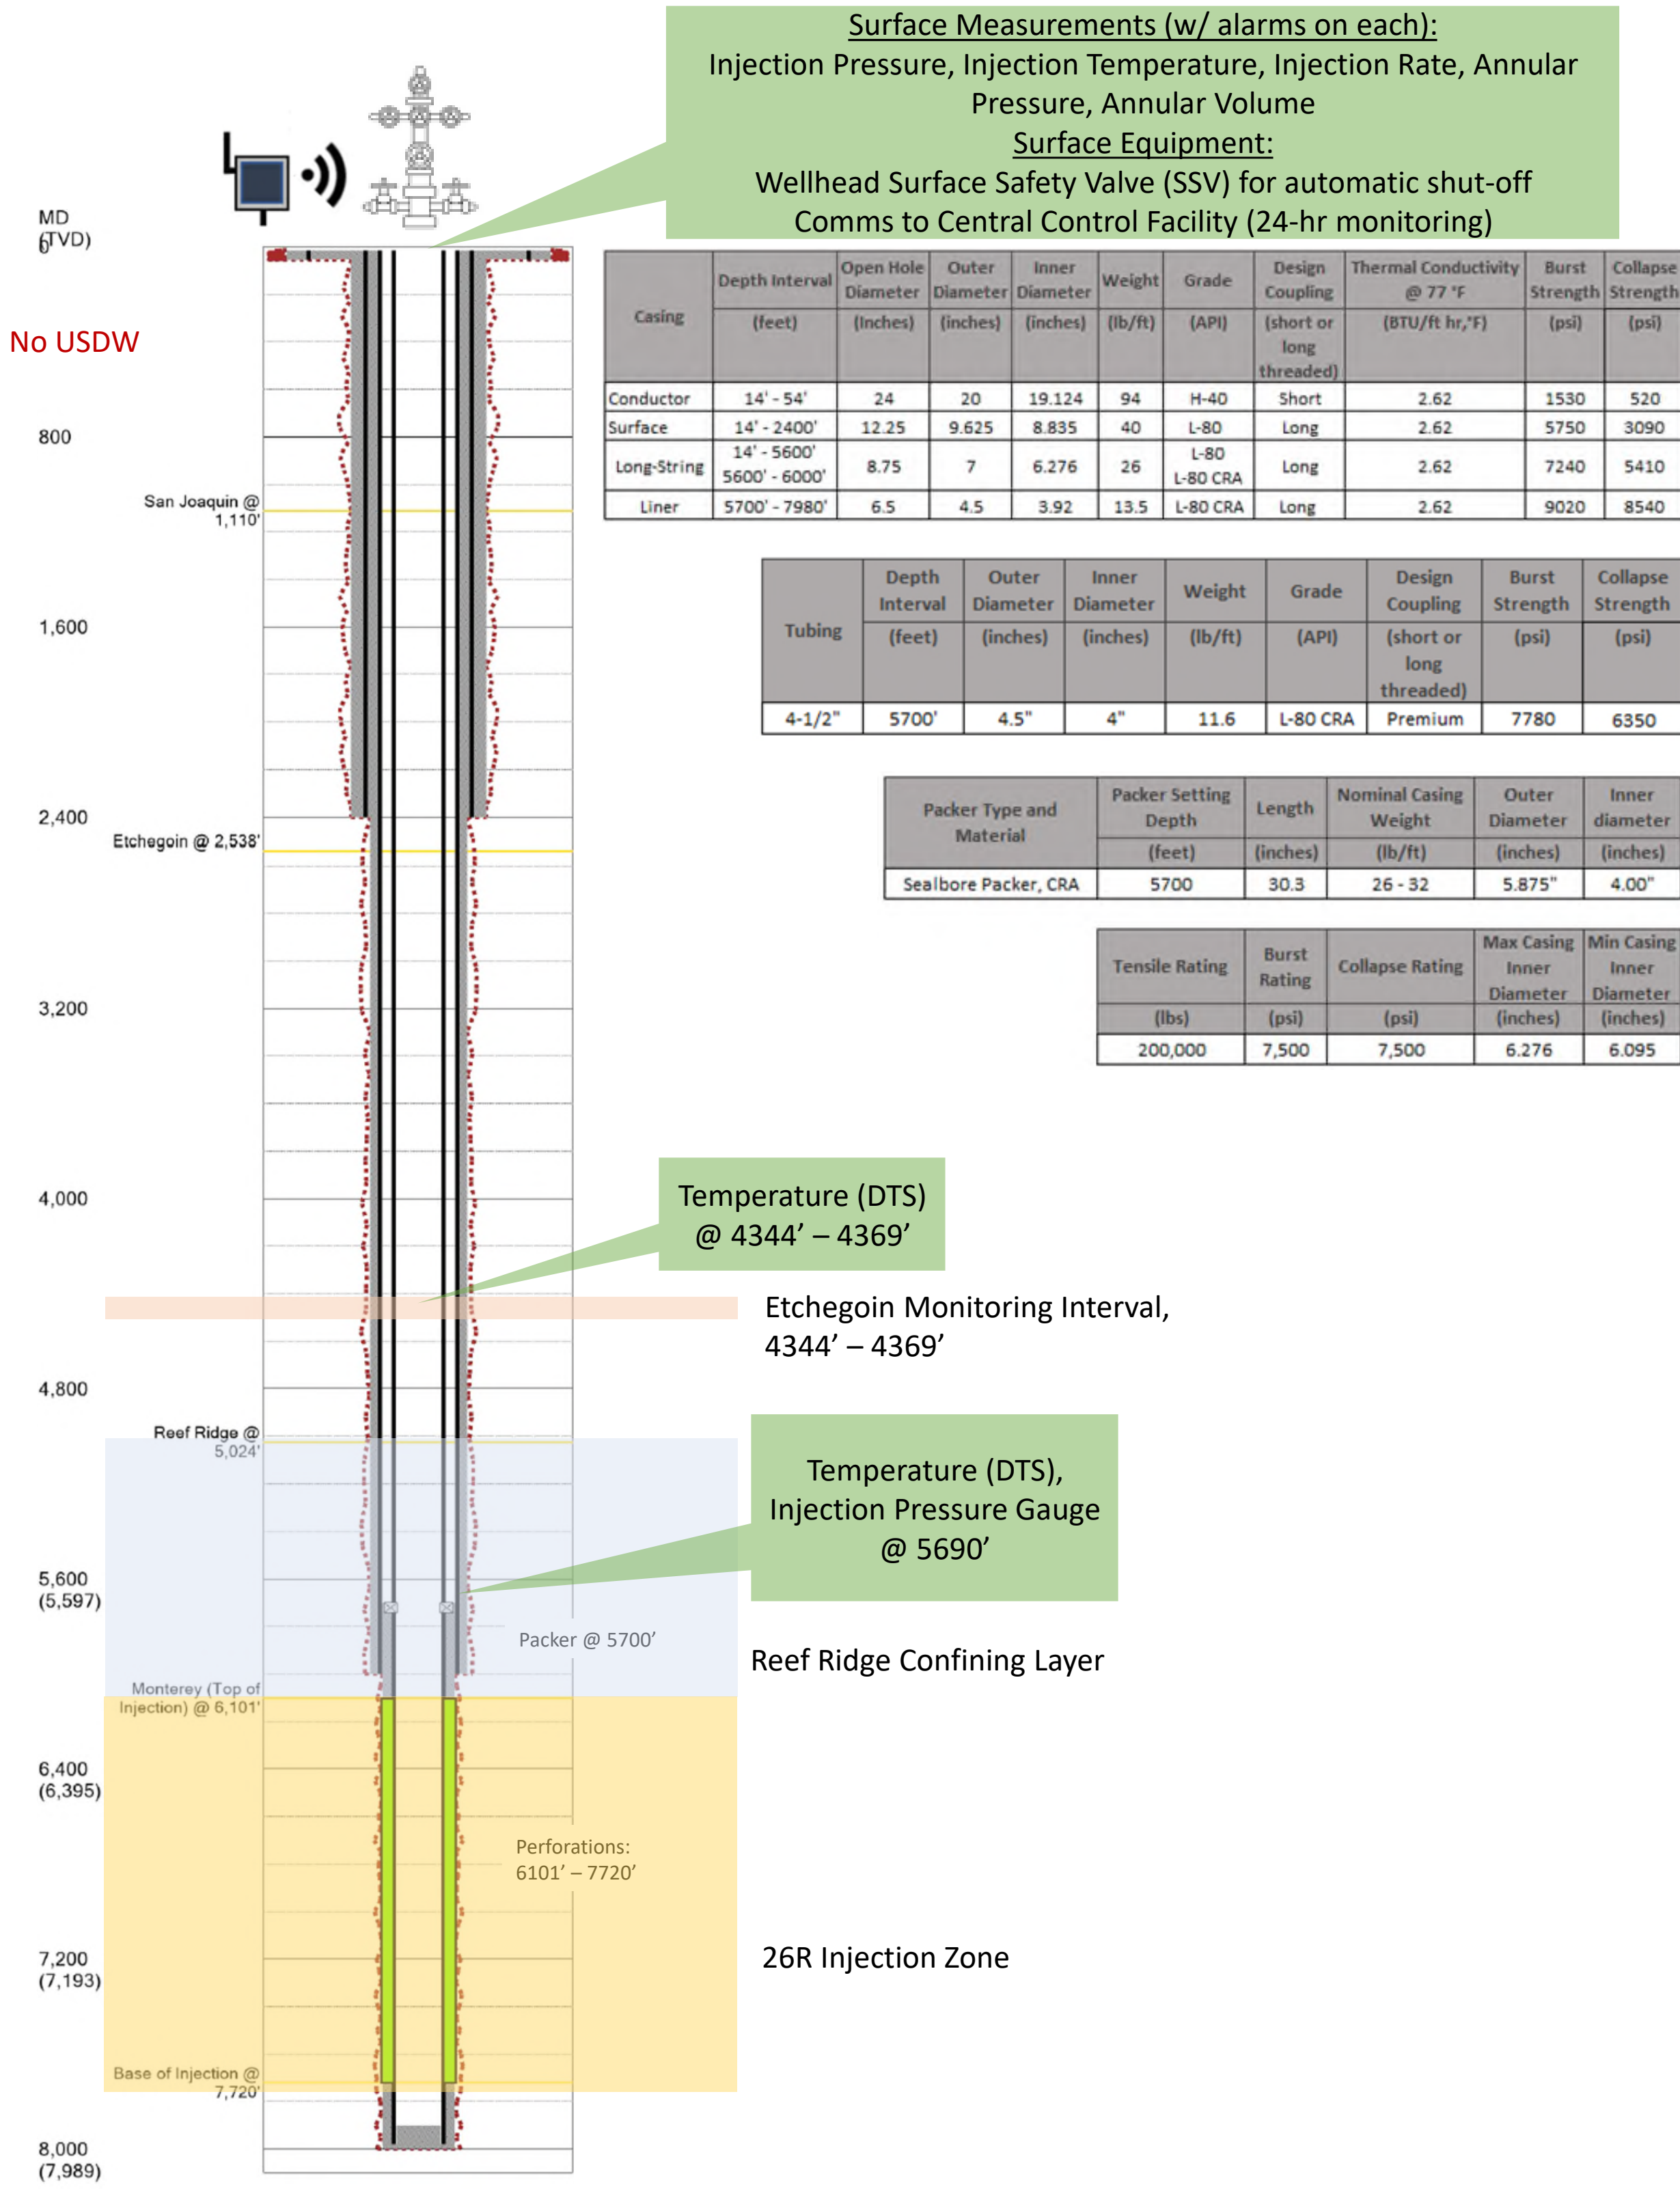 Surface Measurements (w/ alarms on each):
Injection Pressure, Injection Temperature, Injection Rate, Annular
Pressure, Annular Volume
Surface Equipment:
Wellhead Surface Safety Valve (SSV) for automatic shut-off
Comms to Central Control Facility (24-hr monitoring)
MD
(TVD)
0
No USDW
800
San Joaquin @
1,110'
1,600
2,400
Etchegoin @ 2,538'
3,200
4,000
4,800
Reef Ridge @
5,024'
5,600
(5,597)
Packer @ 5700’
Monterey (Top of
Injection) @ 6,101'
6,400
(6,395)
Perforations:
6101’ – 7720’
7,200
(7,193)
Base of Injection @
7,720'
8,000
(7,989)
Casing Depth Interval Open Hole Diameter Outer Diameter Inner Diameter Weight Grade Design Coupling Thermal Conductivity @ 77 °F Burst Strength Collapse Strength
(feet) (Inches) (inches) (inches) (lb/ft) (API) (short or long threaded) (BTU/ft hr,°F) (psi) (psi)
Conductor 14' - 54' 24 20 19.124 94 H-40 Short 2.62 1530 520
Surface 14' - 2400' 12.25 9.625 8.835 40 L-80 Long 2.62 5750 3090
Long-String 14' - 5600' 5600' - 6000' 8.75 7 6.276 26 L-80 L-80 CRA Long 2.62 7240 5410
Liner 5700' - 7980' 6.5 4.5 3.92 13.5 L-80 CRA Long 2.62 9020 8540
Tubing Depth Interval Outer Diameter Inner Diameter Weight Grade Design Coupling Burst Strength Collapse Strength
(feet) (inches) (inches) (lb/ft) (API) (short or long threaded) (psi) (psi)
4-1/2" 5700' 4.5" 4" 11.6 L-80 CRA Premium 7780 6350
Packer Type and Material Packer Setting Depth Length Nominal Casing Weight Outer Diameter Inner diameter
(feet) (inches) (lb/ft) (inches) (inches)
Sealbore Packer, CRA 5700 30.3 26 - 32 5.875" 4.00"
Tensile Rating Burst Rating Collapse Rating Max Casing Inner Diameter Min Casing Inner Diameter
(lbs) (psi) (psi) (inches) (inches)
200,000 7,500 7,500 6.276 6.095
Temperature (DTS)
@ 4344’ – 4369’
Etchegoin Monitoring Interval,
4344’ – 4369’
Temperature (DTS),
Injection Pressure Gauge
@ 5690’
Reef Ridge Confining Layer
26R Injection Zone